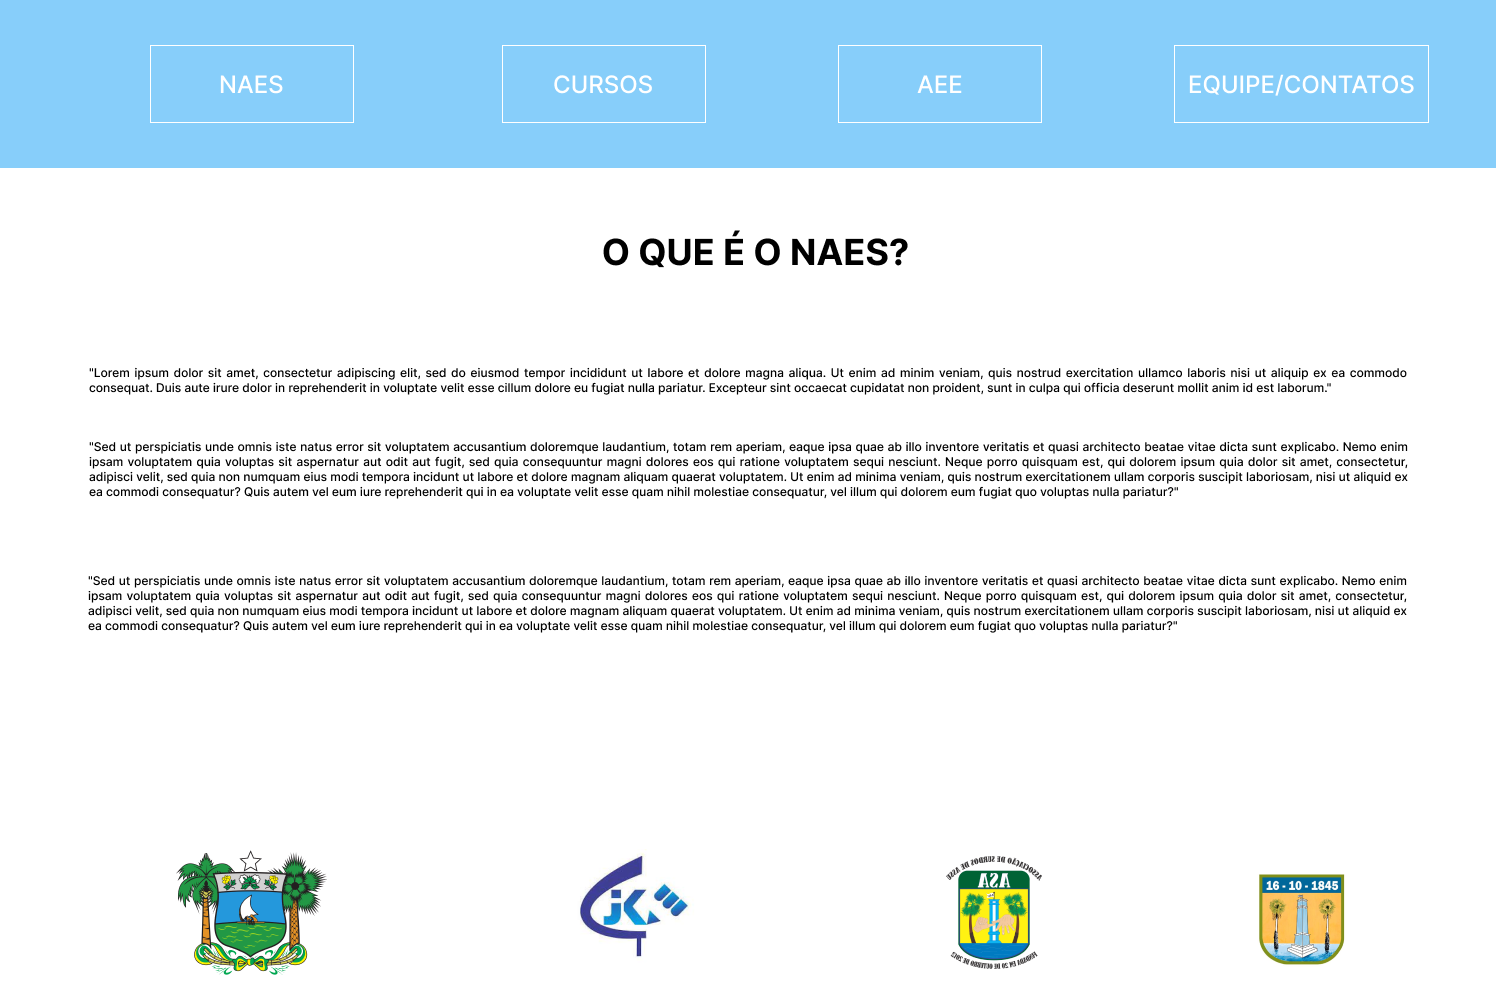 NAES
CURSOS
AEE
EQUIPE/CONTATOS
O QUE É O NAES?
"Lorem ipsum dolor sit amet, consectetur adipiscing elit, sed do eiusmod tempor incididunt ut labore et dolore magna aliqua. Ut enim ad minim veniam, quis nostrud exercitation ullamco laboris nisi ut aliquip ex ea commodo
consequat. Duis aute irure dolor in reprehenderit in voluptate velit esse cillum dolore eu fugiat nulla pariatur. Excepteur sint occaecat cupidatat non proident, sunt in culpa qui officia deserunt mollit anim id est laborum."
"Sed ut perspiciatis unde omnis iste natus error sit voluptatem accusantium doloremque laudantium, totam rem aperiam, eaque ipsa quae ab illo inventore veritatis et quasi architecto beatae vitae dicta sunt explicabo. Nemo enim
ipsam voluptatem quia voluptas sit aspernatur aut odit aut fugit, sed quia consequuntur magni dolores eos qui ratione voluptatem sequi nesciunt. Neque porro quisquam est, qui dolorem ipsum quia dolor sit amet, consectetur,
adipisci velit, sed quia non numquam eius modi tempora incidunt ut labore et dolore magnam aliquam quaerat voluptatem. Ut enim ad minima veniam, quis nostrum exercitationem ullam corporis suscipit laboriosam, nisi ut aliquid ex
ea commodi consequatur? Quis autem vel eum iure reprehenderit qui in ea voluptate velit esse quam nihil molestiae consequatur, vel illum qui dolorem eum fugiat quo voluptas nulla pariatur?"
"Sed ut perspiciatis unde omnis iste natus error sit voluptatem accusantium doloremque laudantium, totam rem aperiam, eaque ipsa quae ab illo inventore veritatis et quasi architecto beatae vitae dicta sunt explicabo. Nemo enim
ipsam voluptatem quia voluptas sit aspernatur aut odit aut fugit, sed quia consequuntur magni dolores eos qui ratione voluptatem sequi nesciunt. Neque porro quisquam est, qui dolorem ipsum quia dolor sit amet, consectetur,
adipisci velit, sed quia non numquam eius modi tempora incidunt ut labore et dolore magnam aliquam quaerat voluptatem. Ut enim ad minima veniam, quis nostrum exercitationem ullam corporis suscipit laboriosam, nisi ut aliquid ex
ea commodi consequatur? Quis autem vel eum iure reprehenderit qui in ea voluptate velit esse quam nihil molestiae consequatur, vel illum qui dolorem eum fugiat quo voluptas nulla pariatur?"
jK
ASSOCIAÇÃO DE SURDOS DE ASSÚ
ASA
FUNDADA EM 20 DE OUTUBRO DE
16 - 10 - 1845